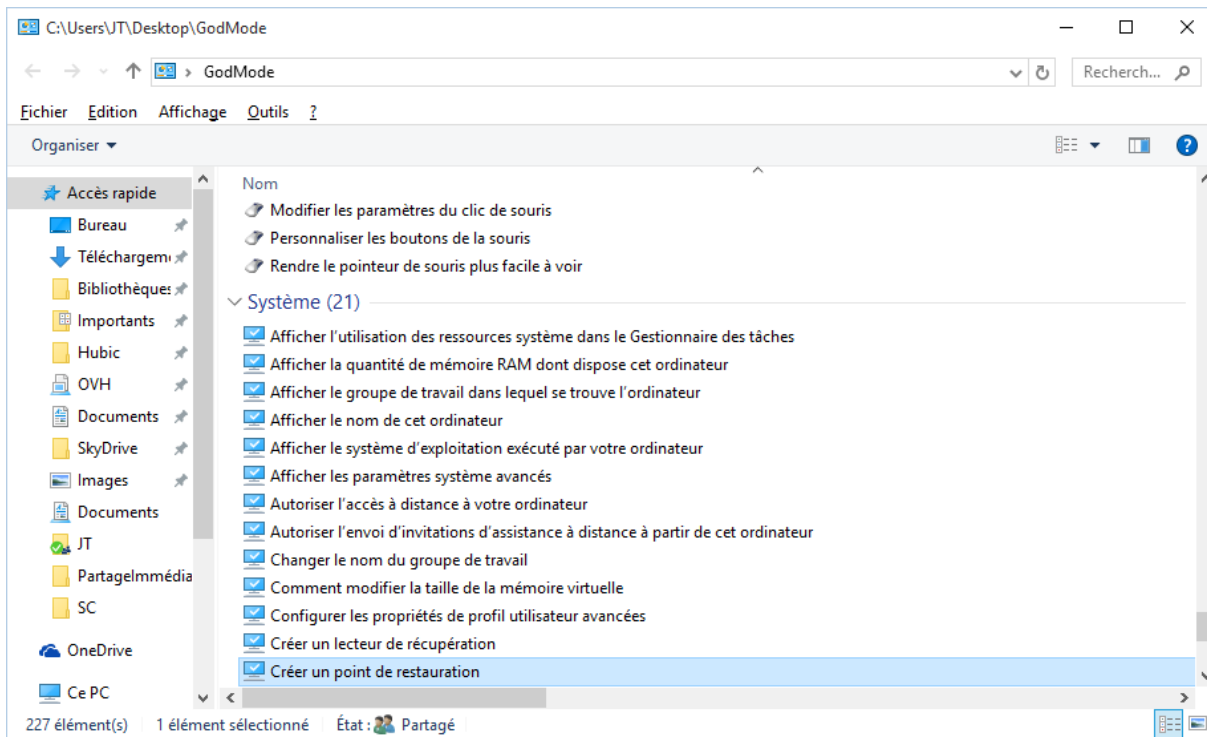 C:\Users\JT\Desktop\GodMode
GodMode
Recherch...
Fichier Edition Affichage Outils ?
Organiser
Accès rapide
Bureau
Téléchargem
Bibliothèques
Importants
Hubic
OVH
Documents
SkyDrive
Images
Documents
JT
PartageImmédia
SC
OneDrive
Ce PC
Nom
Modifier les paramètres du clic de souris
Personnaliser les boutons de la souris
Rendre le pointeur de souris plus facile à voir
Système (21)
Afficher l'utilisation des ressources système dans le Gestionnaire des tâches
Afficher la quantité de mémoire RAM dont dispose cet ordinateur
Afficher le groupe de travail dans lequel se trouve l'ordinateur
Afficher le nom de cet ordinateur
Afficher le système d'exploitation exécuté par votre ordinateur
Afficher les paramètres système avancés
Autoriser l'accès à distance à votre ordinateur
Autoriser l'envoi d'invitations d'assistance à distance à partir de cet ordinateur
Changer le nom du groupe de travail
Comment modifier la taille de la mémoire virtuelle
Configurer les propriétés de profil utilisateur avancées
Créer un lecteur de récupération
Créer un point de restauration
227 élément(s) 1 élément sélectionné État : Partagé